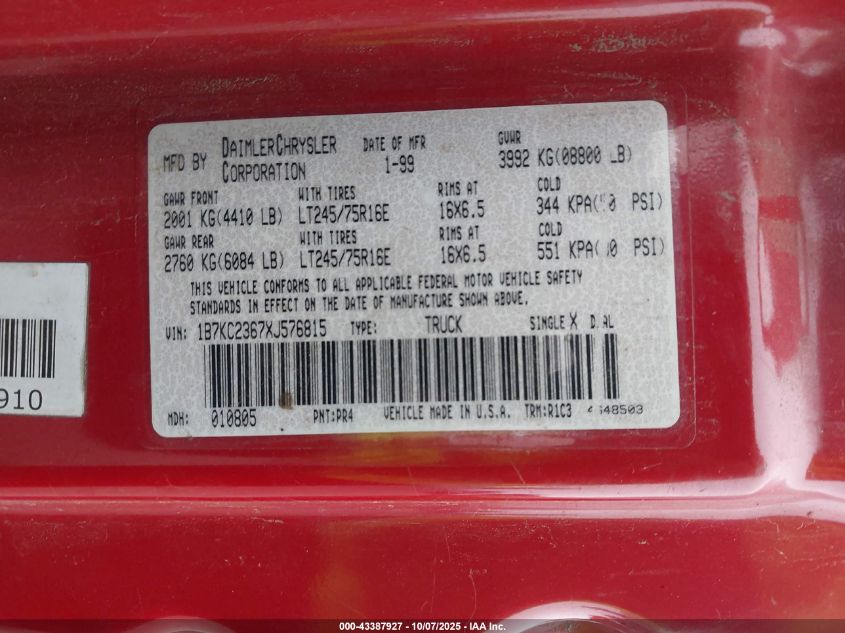 MFD BY DAIMLERCHRYSLER CORPORATION DATE OF MFR 1-99 GVWR 3992 KG(08800 LB)
GAWR FRONT WITH TIRES RIMS AT COLD
2001 KG(4410 LB) LT245/75R16E 16X6.5 344 KPA( PSI)
GAWR REAR WITH TIRES RIMS AT COLD
2760 KG(6084 LB) LT245/75R16E 16X6.5 551 KPA( PSI)
THIS VEHICLE CONFORMS TO ALL APPLICABLE FEDERAL MOTOR VEHICLE SAFETY
STANDARDS IN EFFECT ON THE DATE OF MANUFACTURE SHOWN ABOVE.
VIN: 1B7KC2367XJ576815 TYPE: TRUCK SINGLE X
MDH: 010805 PNT:PR4 VEHICLE MADE IN U.S.A. TRM:R1C3
910
000-43387927 • 10/07/2025 • IAA Inc.